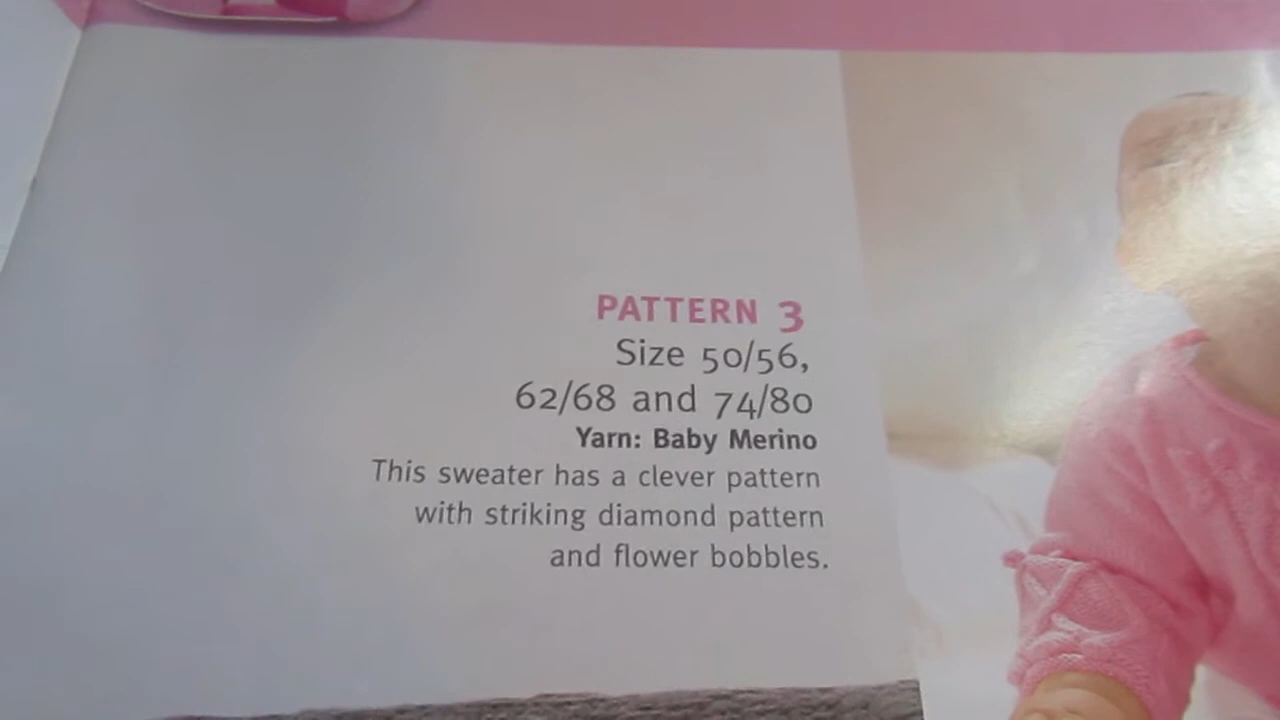 PATTERN 3
Size 50/56,
62/68 and 74/80
Yarn: Baby Merino
This sweater has a clever pattern
with striking diamond pattern
and flower bobbles.